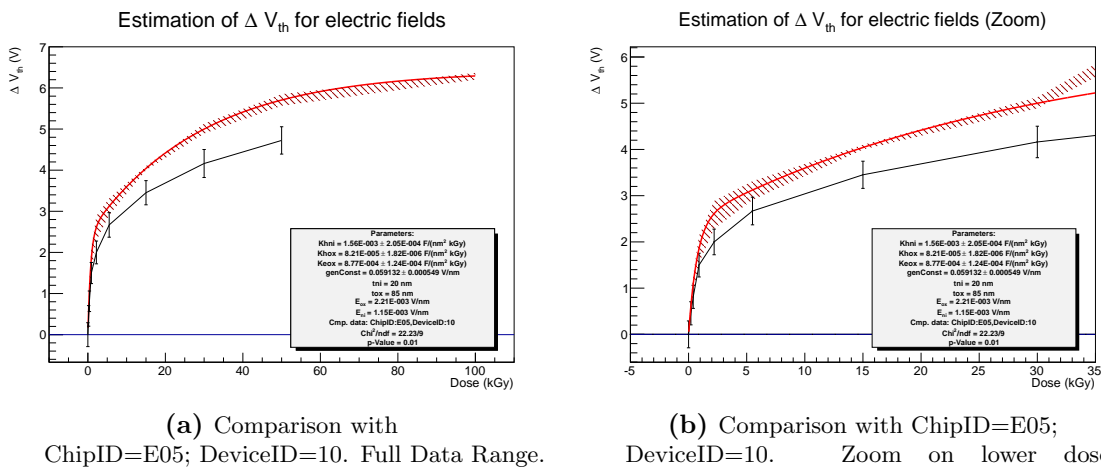 Estimation of Δ V_th for electric fields
Δ V_th (V)
7
6
5
4
3
2
1
0
Parameters:
Khni = 1.56E-003 ± 2.05E-004 F/(nm² kGy)
Khox = 8.21E-005 ± 1.82E-006 F/(nm² kGy)
Keox = 8.77E-004 ± 1.24E-004 F/(nm² kGy)
genConst = 0.059132 ± 0.000549 V/nm
tni = 20 nm
tox = 85 nm
E_ox = 2.21E-003 V/nm
E_ni = 1.15E-003 V/nm
Cmp. data: ChipID:E05,DeviceID:10
Chi²/ndf = 22.23/9
p-Value = 0.01
0 20 40 60 80 100
Dose (kGy)
(a) Comparison with
ChipID=E05; DeviceID=10. Full Data Range.
Estimation of Δ V_th for electric fields (Zoom)
Δ V_th (V)
6
5
4
3
2
1
0
Parameters:
Khni = 1.56E-003 ± 2.05E-004 F/(nm² kGy)
Khox = 8.21E-005 ± 1.82E-006 F/(nm² kGy)
Keox = 8.77E-004 ± 1.24E-004 F/(nm² kGy)
genConst = 0.059132 ± 0.000549 V/nm
tni = 20 nm
tox = 85 nm
E_ox = 2.21E-003 V/nm
E_ni = 1.15E-003 V/nm
Cmp. data: ChipID:E05,DeviceID:10
Chi²/ndf = 22.23/9
p-Value = 0.01
-5 0 5 10 15 20 25 30 35
Dose (kGy)
(b) Comparison with ChipID=E05;
DeviceID=10. Zoom on lower dose